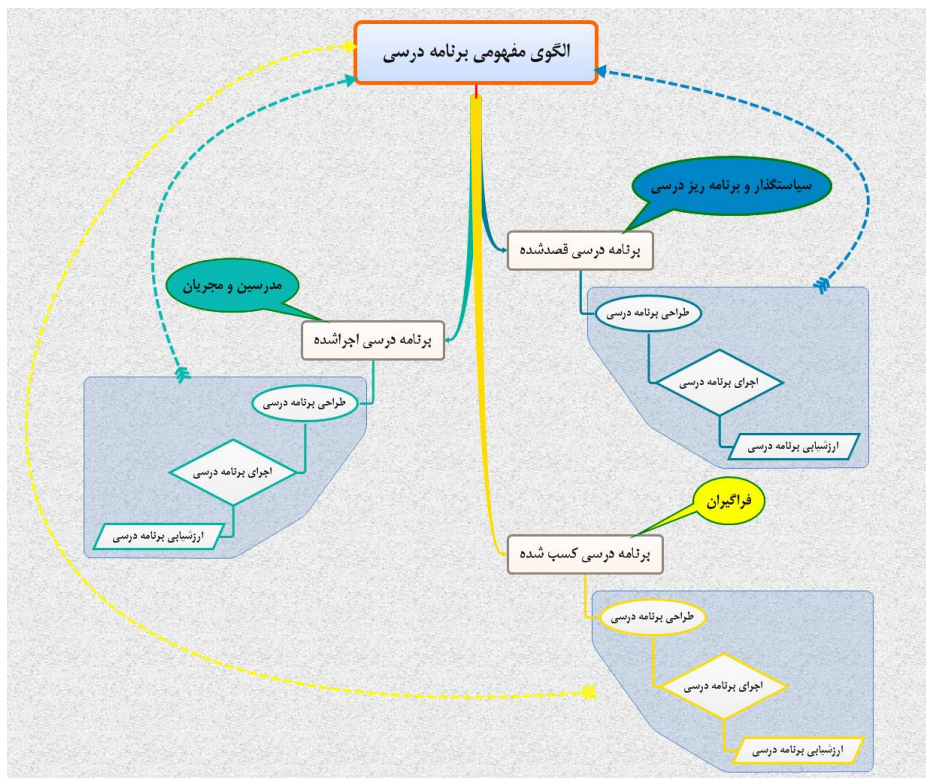 الگوی مفهومی برنامه درسی
سیاستگذار و برنامه ریز درسی
برنامه درسی قصدشده
طراحی برنامه درسی
اجرای برنامه درسی
ارزشیابی برنامه درسی
مدرسین و مجریان
برنامه درسی اجراشده
طراحی برنامه درسی
اجرای برنامه درسی
ارزشیابی برنامه درسی
فراگیران
برنامه درسی کسب شده
طراحی برنامه درسی
اجرای برنامه درسی
ارزشیابی برنامه درسی